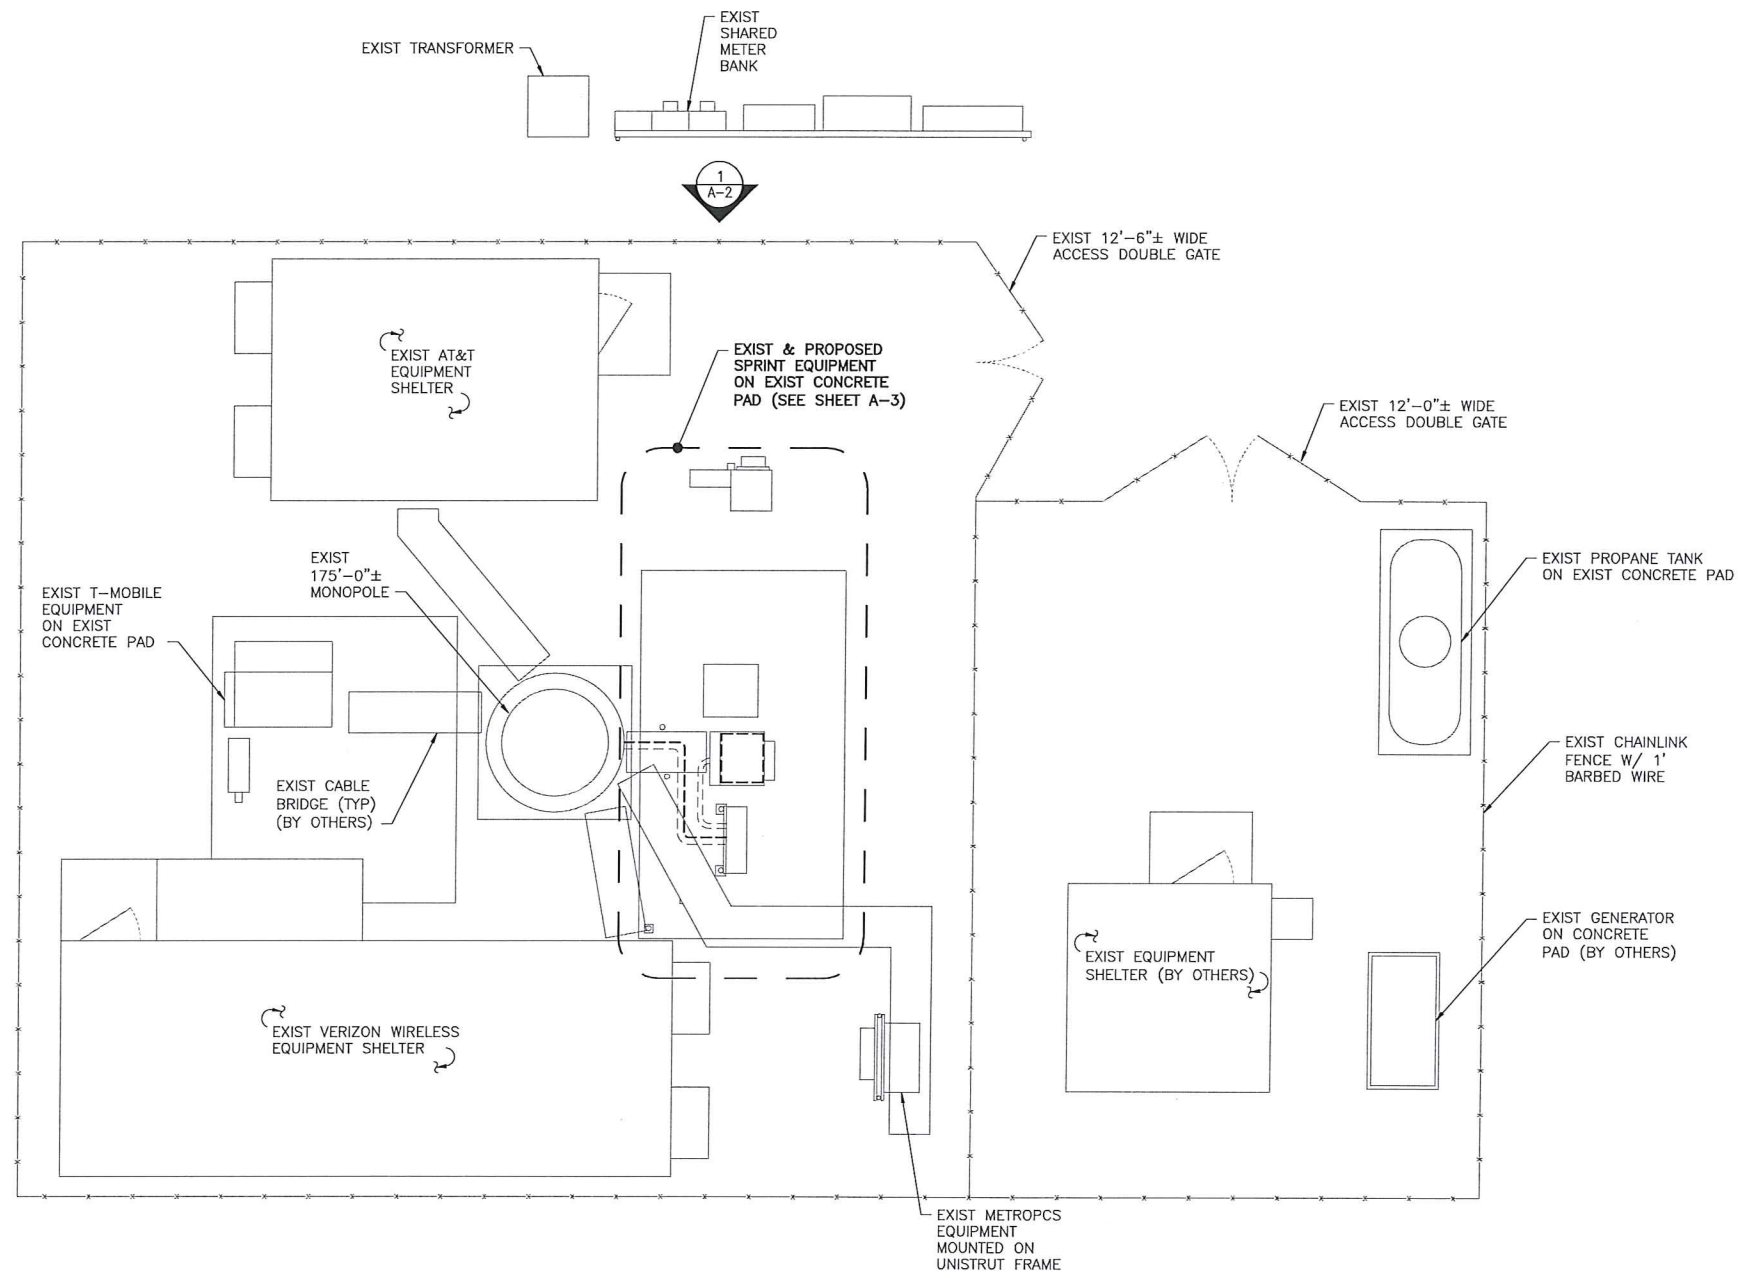 EXIST
SHARED
METER
BANK
EXIST TRANSFORMER
1
A-2
EXIST 12'-6"± WIDE
ACCESS DOUBLE GATE
EXIST AT&T
EQUIPMENT
SHELTER
EXIST & PROPOSED
SPRINT EQUIPMENT
ON EXIST CONCRETE
PAD (SEE SHEET A-3)
EXIST 12'-0"± WIDE
ACCESS DOUBLE GATE
EXIST
175'-0"±
MONOPOLE
EXIST T-MOBILE
EQUIPMENT
ON EXIST
CONCRETE PAD
EXIST PROPANE TANK
ON EXIST CONCRETE PAD
EXIST CHAINLINK
FENCE W/ 1'
BARBED WIRE
EXIST CABLE
BRIDGE (TYP)
(BY OTHERS)
EXIST GENERATOR
ON CONCRETE
PAD (BY OTHERS)
EXIST EQUIPMENT
SHELTER (BY OTHERS)
EXIST VERIZON WIRELESS
EQUIPMENT SHELTER
EXIST METROPCS
EQUIPMENT
MOUNTED ON
UNISTRUT FRAME